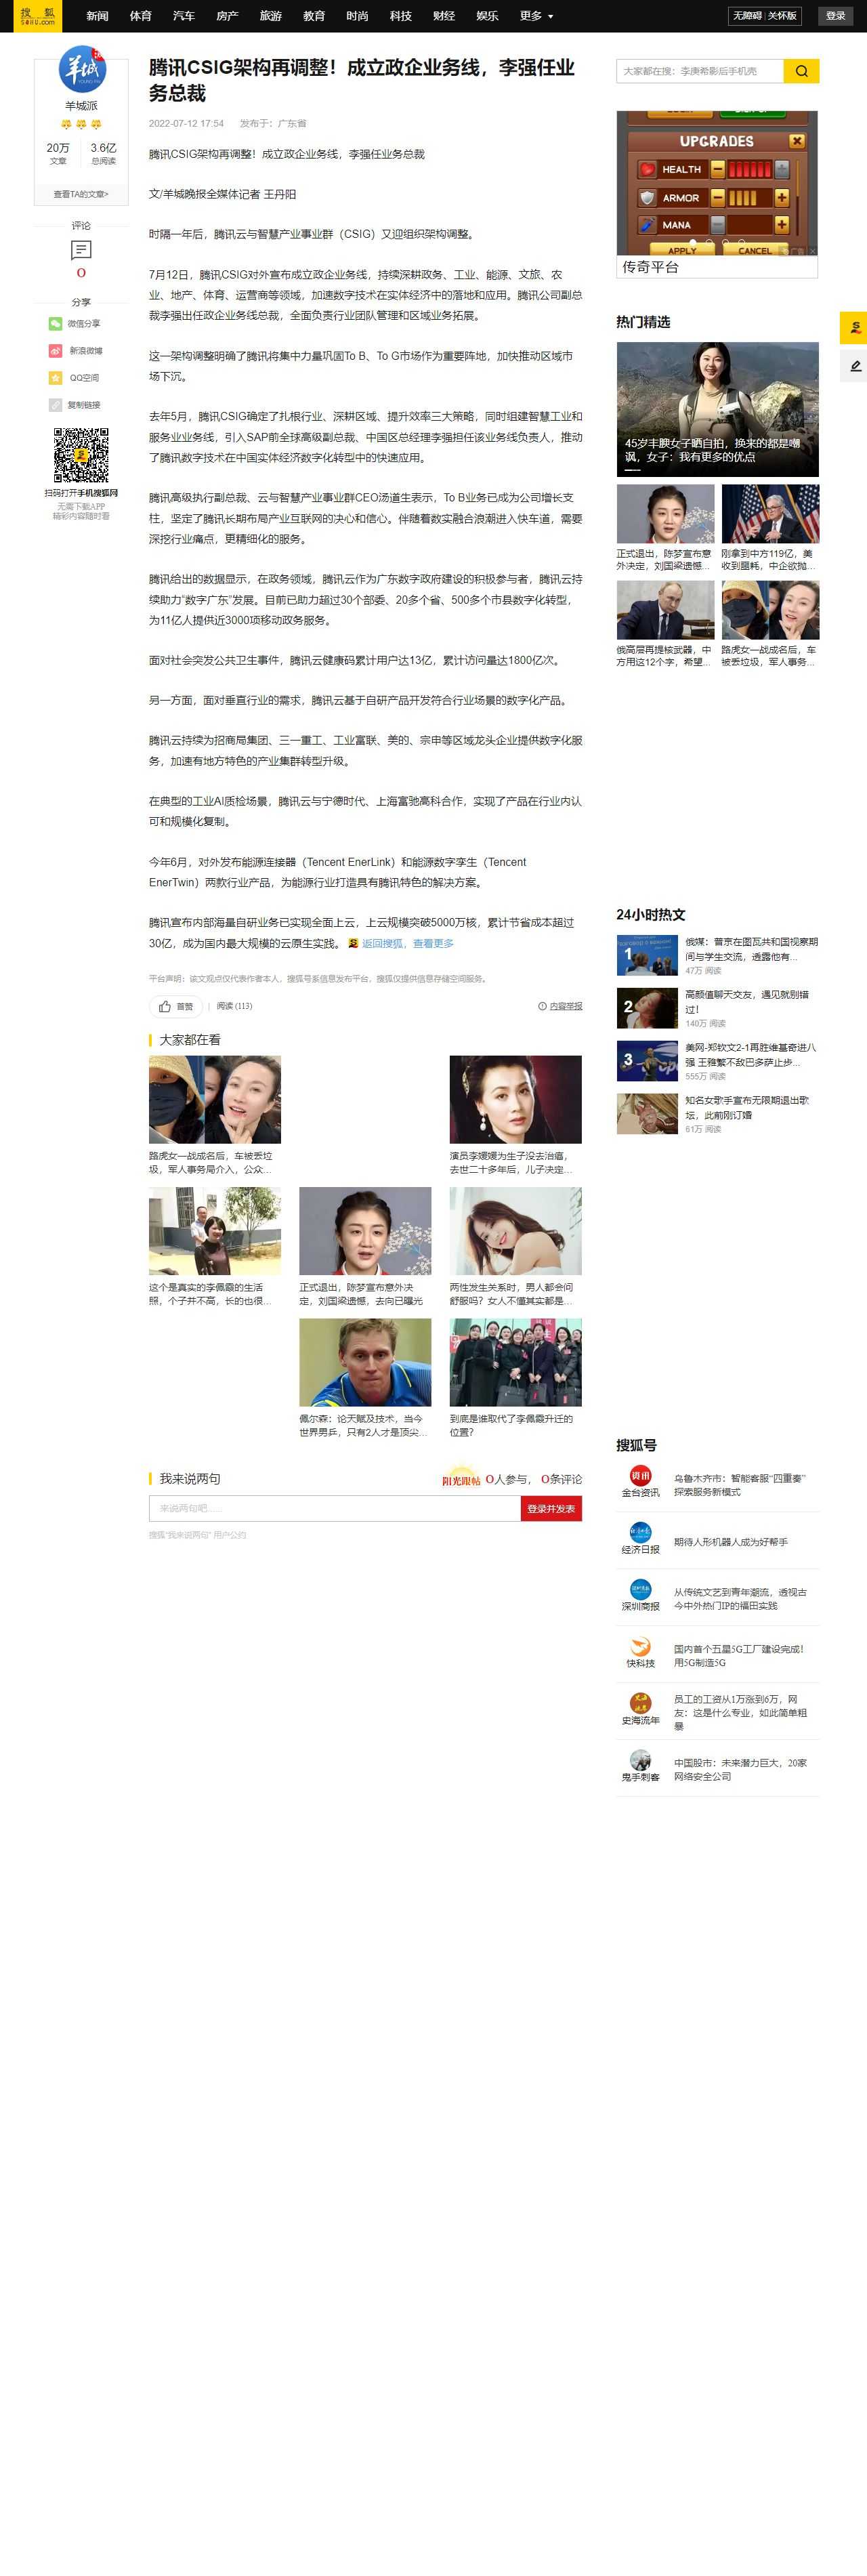 搜狐
sohu.com
新闻 体育 汽车 房产 旅游 教育 时尚 科技 财经 娱乐 更多
无障碍 | 关怀版
登录
羊城派
20万 3.6亿
文章 总阅读
查看TA的文章>
评论
0
分享
微信分享
新浪微博
QQ空间
复制链接
扫码打开手机搜狐网
无需下载APP
精彩内容随时看
腾讯CSIG架构再调整！成立政企业务线，李强任业
务总裁
2022-07-12 17:54 发布于：广东省
腾讯CSIG架构再调整！成立政企业务线，李强任业务总裁
文/羊城晚报全媒体记者 王丹阳
时隔一年后，腾讯云与智慧产业事业群（CSIG）又迎组织架构调整。
7月12日，腾讯CSIG对外宣布成立政企业务线，持续深耕政务、工业、能源、文旅、农
业、地产、体育、运营商等领域，加速数字技术在实体经济中的落地和应用。腾讯公司副总
裁李强出任政企业务线总裁，全面负责行业团队管理和区域业务拓展。
这一架构调整明确了腾讯将集中力量巩固To B、To G市场作为重要阵地，加快推动区域市
场下沉。
去年5月，腾讯CSIG确定了扎根行业、深耕区域、提升效率三大策略，同时组建智慧工业和
服务业业务线，引入SAP前全球高级副总裁、中国区总经理李强担任该业务线负责人，推动
了腾讯数字技术在中国实体经济数字化转型中的快速应用。
腾讯高级执行副总裁、云与智慧产业事业群CEO汤道生表示，To B业务已成为公司增长支
柱，坚定了腾讯长期布局产业互联网的决心和信心。伴随着数实融合浪潮进入快车道，需要
深挖行业痛点，更精细化的服务。
腾讯给出的数据显示，在政务领域，腾讯云作为广东数字政府建设的积极参与者，腾讯云持
续助力“数字广东”发展。目前已助力超过30个部委、20多个省、500多个市县数字化转型，
为11亿人提供近3000项移动政务服务。
面对社会突发公共卫生事件，腾讯云健康码累计用户达13亿，累计访问量达1800亿次。
另一方面，面对垂直行业的需求，腾讯云基于自研产品开发符合行业场景的数字化产品。
腾讯云持续为招商局集团、三一重工、工业富联、美的、宗申等区域龙头企业提供数字化服
务，加速有地方特色的产业集群转型升级。
在典型的工业AI质检场景，腾讯云与宁德时代、上海富驰高科合作，实现了产品在行业内认
可和规模化复制。
今年6月，对外发布能源连接器（Tencent EnerLink）和能源数字孪生（Tencent
EnerTwin）两款行业产品，为能源行业打造具有腾讯特色的解决方案。
腾讯宣布内部海量自研业务已实现全面上云，上云规模突破5000万核，累计节省成本超过
30亿，成为国内最大规模的云原生实践。 返回搜狐，查看更多
平台声明：该文观点仅代表作者本人，搜狐号系信息发布平台，搜狐仅提供信息存储空间服务。
首赞 | 阅读 (113) 内容举报
大家都在看
路虎女一战成名后，车被丢垃
圾，军人事务局介入，公众...
演员李媛媛为生子没去治癌，
去世二十多年后，儿子决定...
这个是真实的李佩霞的生活
照，个子并不高，长的也很...
正式退出，陈梦宣布意外决
定，刘国梁遗憾，去向已曝光
两性发生关系时，男人都会问
舒服吗？女人不懂其实都是...
佩尔森：论天赋及技术，当今
世界男乒，只有2人才是顶尖...
到底是谁取代了李佩霞升迁的
位置？
我来说两句 阳光跟帖 0人参与， 0条评论
来说两句吧......
登录并发表
搜狐“我来说两句” 用户公约
大家都在搜：李庚希影后手机亮
UPGRADES
HEALTH
ARMOR
MANA
APPLY CANCEL
广告
传奇平台
热门精选
45岁丰腴女子晒自拍，换来的都是嘲
讽，女子：我有更多的优点
正式退出，陈梦宣布意
外决定，刘国梁遗憾...
刚拿到中方119亿，美
收到噩耗，中企欲抛...
俄高层再提核武器，中
方用这12个字，希望...
路虎女一战成名后，车
被丢垃圾，军人事务...
24小时热文
1
俄媒：普京在图瓦共和国视察期
间与学生交流，透露他有...
47万 阅读
2
高颜值聊天交友，遇见就别错
过！
140万 阅读
3
美网-郑钦文2-1再胜维基奇进八
强 王雅繁不敌巴多萨止步...
555万 阅读
知名女歌手宣布无限期退出歌
坛，此前刚订婚
61万 阅读
搜狐号
金台资讯
乌鲁木齐市：智能客服“四重奏”
探索服务新模式
经济日报
期待人形机器人成为好帮手
深圳商报
从传统文艺到青年潮流，透视古
今中外热门IP的福田实践
快科技
国内首个五星5G工厂建设完成！
用5G制造5G
史海流年
员工的工资从1万涨到6万，网
友：这是什么专业，如此简单粗
暴
鬼手刺客
中国股市：未来潜力巨大，20家
网络安全公司